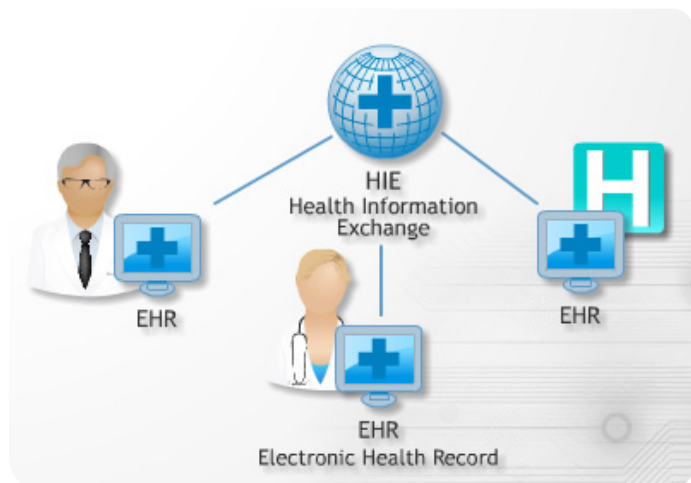 HIE
Health Information
Exchange
H
EHR
EHR
EHR
Electronic Health Record